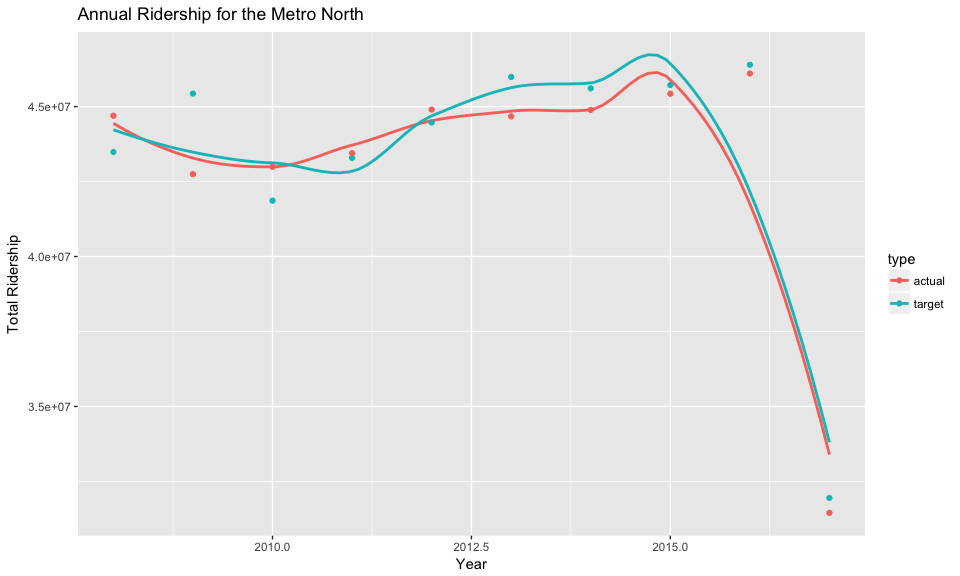 Annual Ridership for the Metro North
4.5e+07
4.0e+07
3.5e+07
Total Ridership
2010.0
2012.5
2015.0
Year
type
actual
target